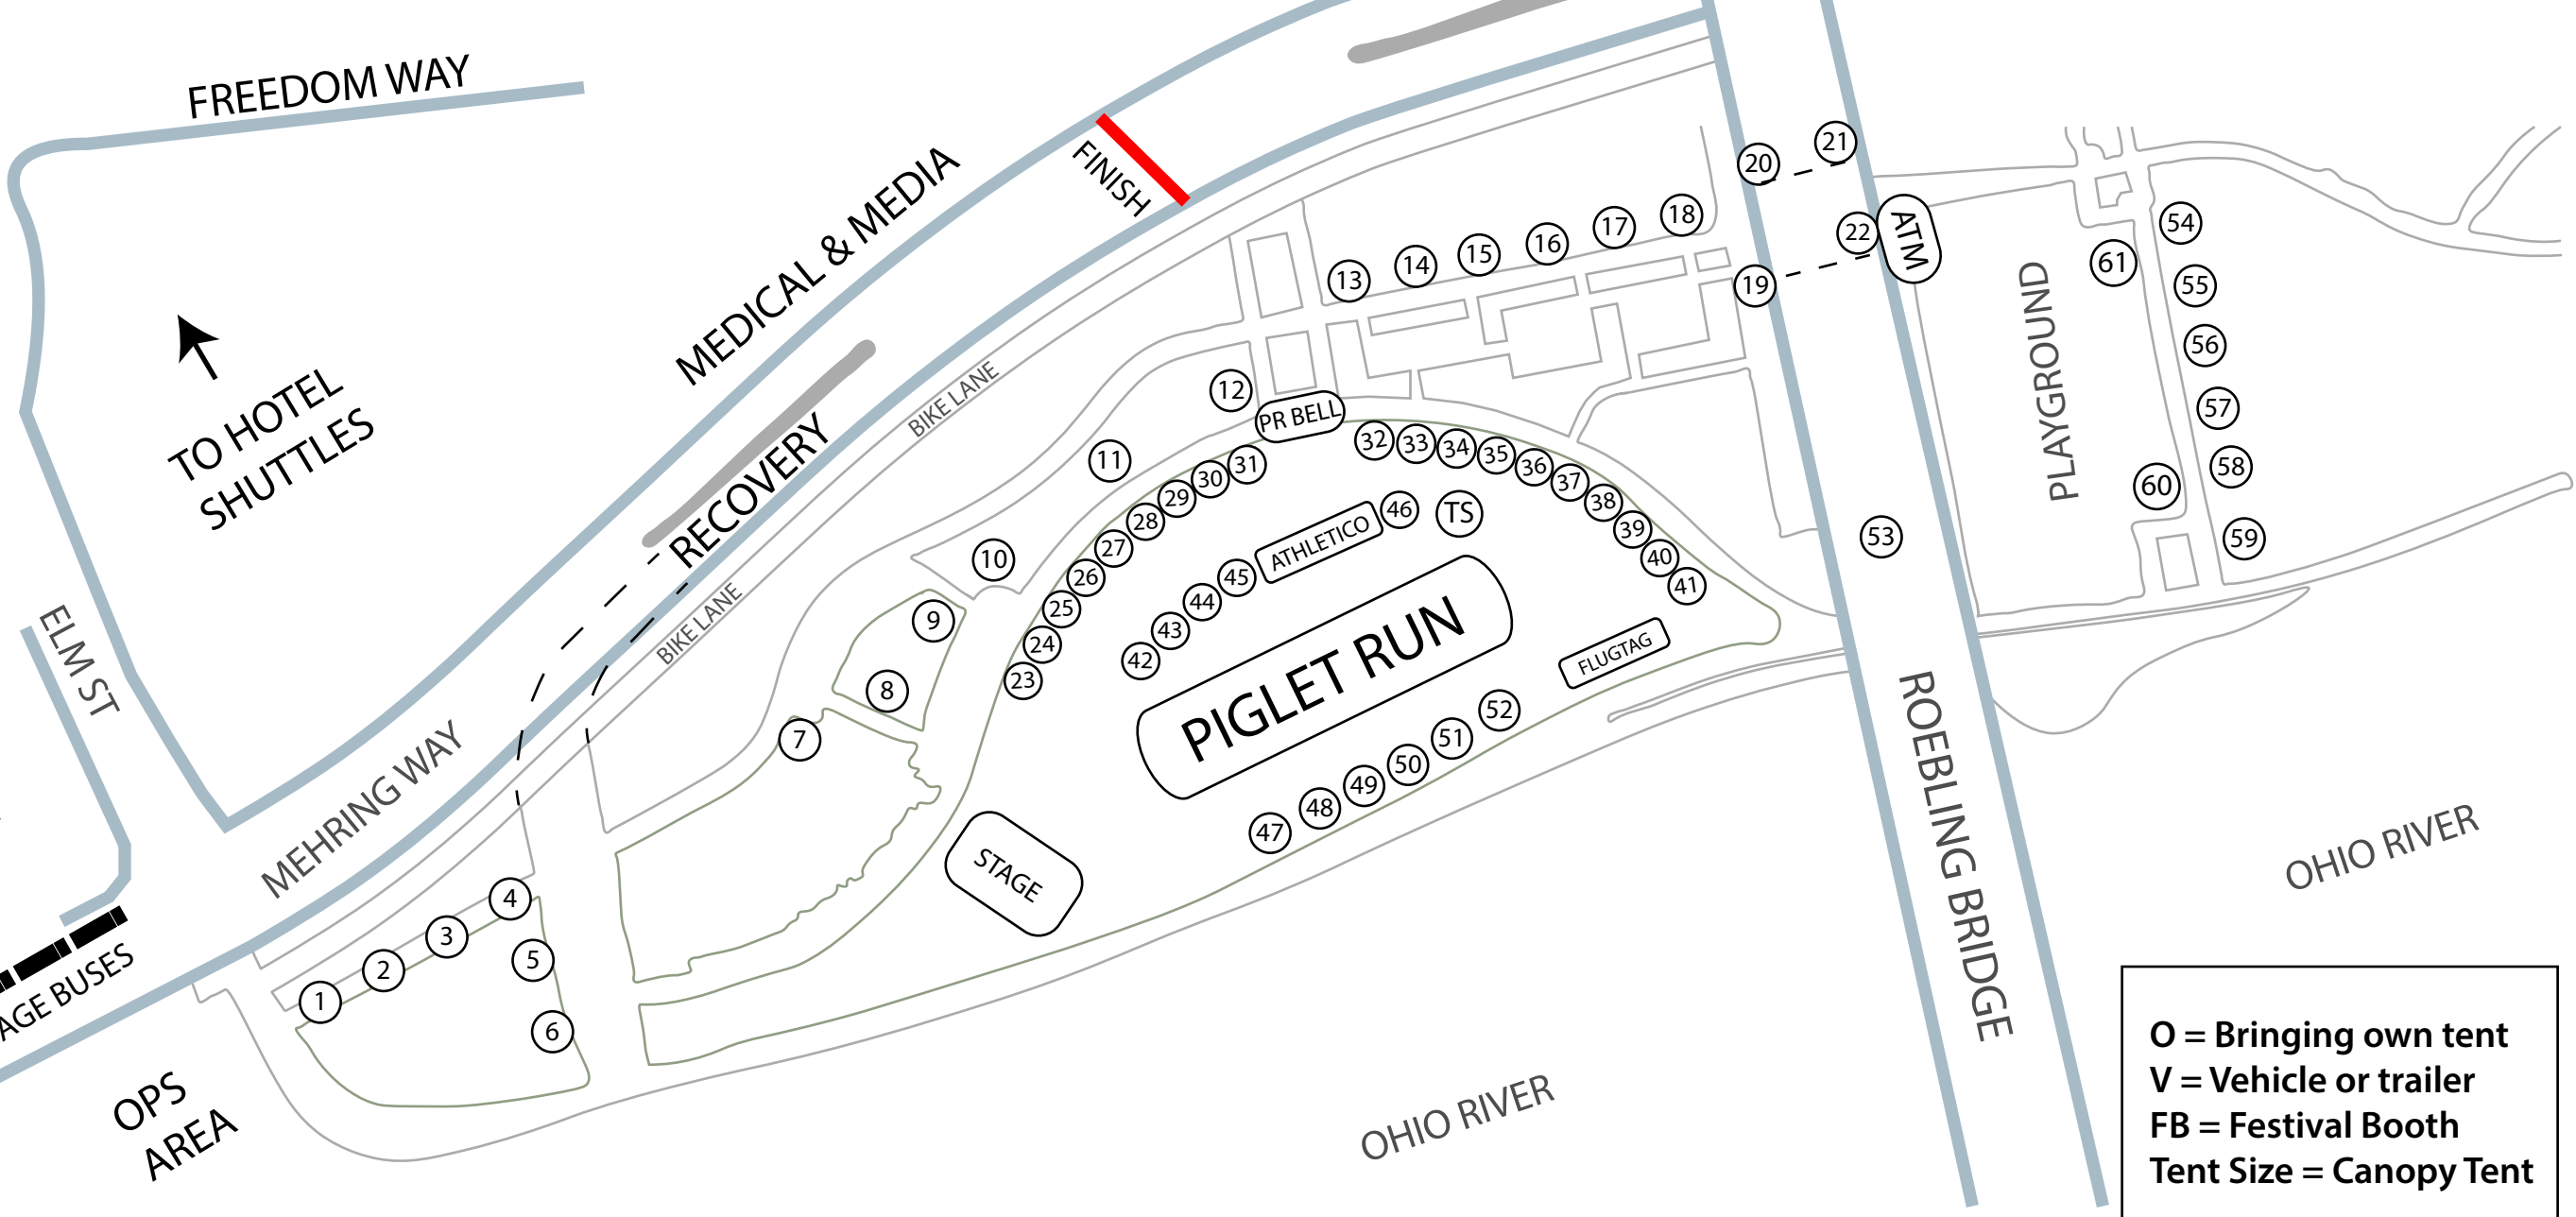 FREEDOM WAY
MEDICAL & MEDIA
FINISH
TO HOTEL
SHUTTLES
RECOVERY
BIKE LANE
BIKE LANE
ELM ST
MEHRING WAY
AGE BUSES
OPS
AREA
1
2
3
4
5
6
7
8
9
10
11
12
13
14
15
16
17
18
19
20
21
22
ATM
PR BELL
23
24
25
26
27
28
29
30
31
32
33
34
35
36
37
38
39
40
41
42
43
44
45
ATHLETICO
46
TS
PIGLET RUN
FLUGTAG
STAGE
47
48
49
50
51
52
53
PLAYGROUND
54
55
56
57
58
59
60
61
ROEBLING BRIDGE
OHIO RIVER
OHIO RIVER
O = Bringing own tent
V = Vehicle or trailer
FB = Festival Booth
Tent Size = Canopy Tent